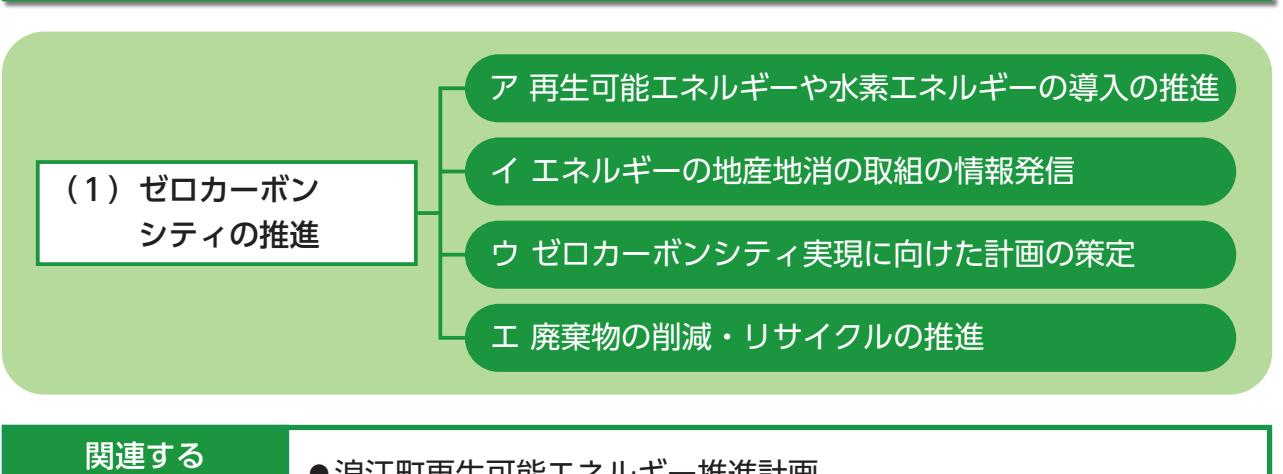 （1）ゼロカーボン
シティの推進
ア 再生可能エネルギーや水素エネルギーの導入の推進
イ エネルギーの地産地消の取組の情報発信
ウ ゼロカーボンシティ実現に向けた計画の策定
エ 廃棄物の削減・リサイクルの推進
関連する
●浪江町再生可能エネルギー推進計画